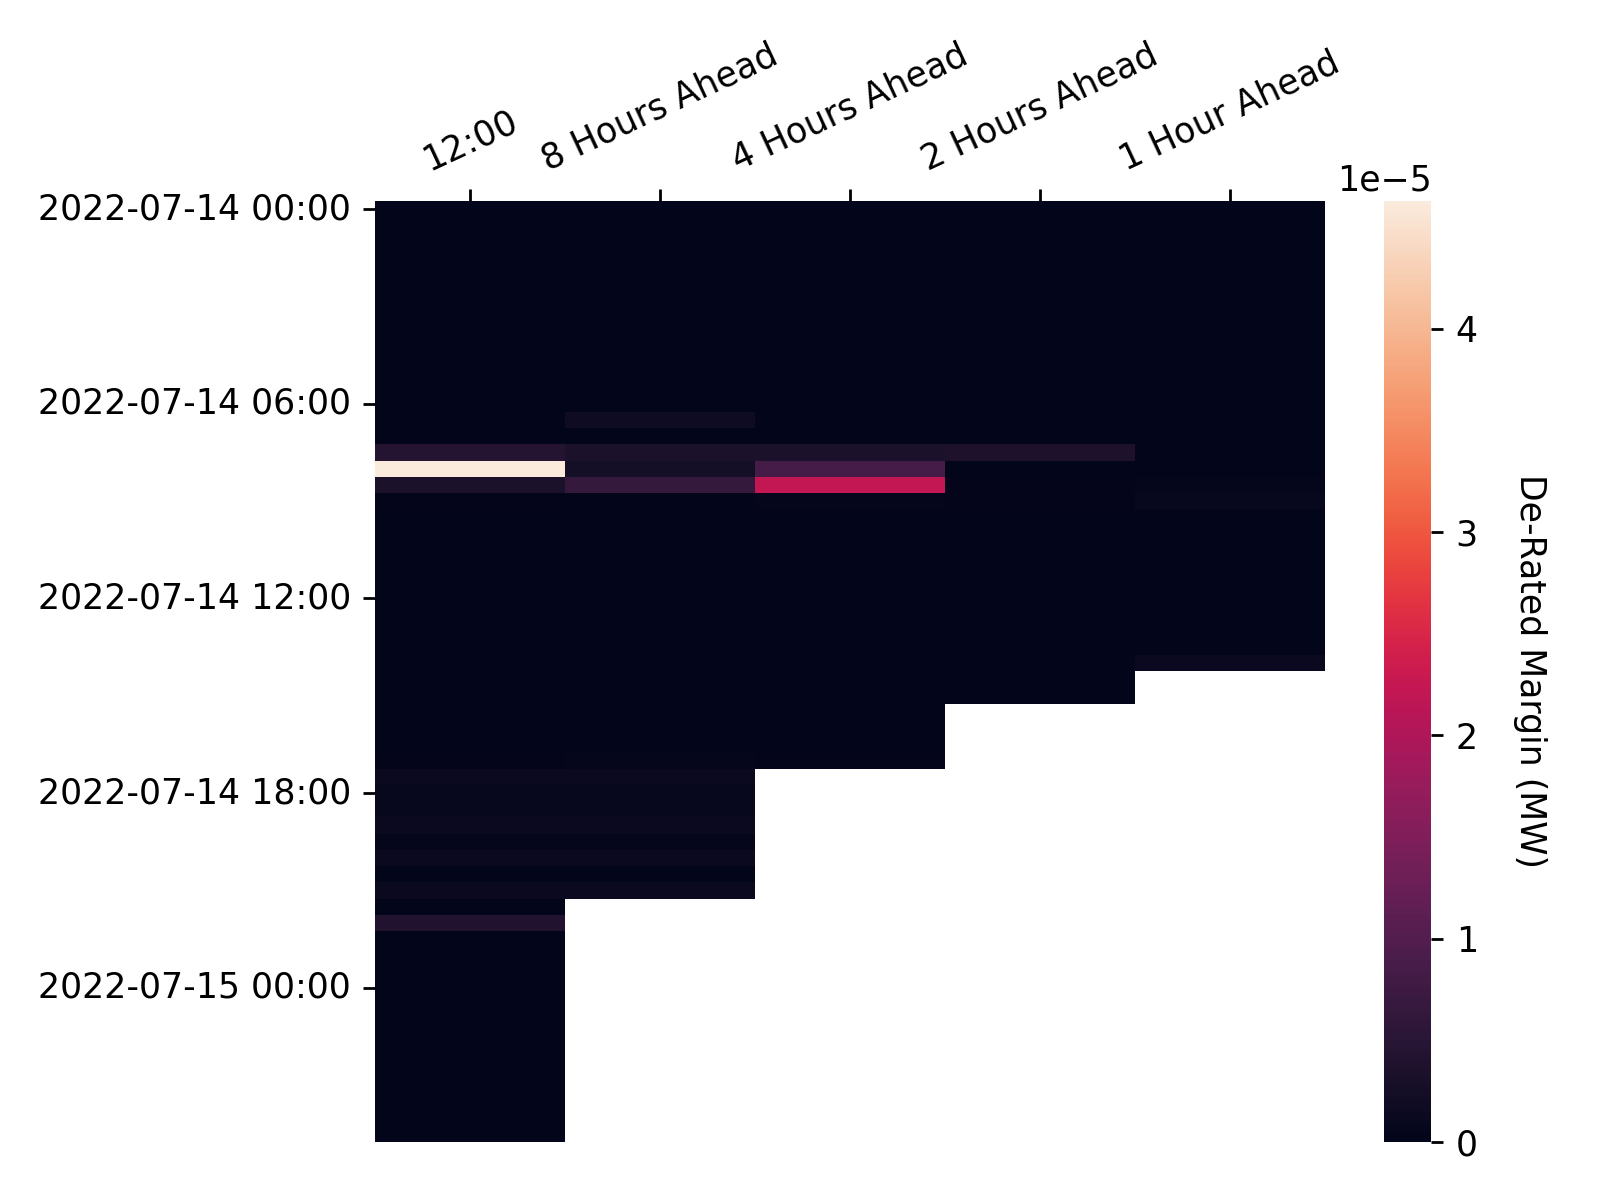 12:00
8 Hours Ahead
4 Hours Ahead
2 Hours Ahead
1 Hour Ahead
1e−5
2022-07-14 00:00
2022-07-14 06:00
2022-07-14 12:00
2022-07-14 18:00
2022-07-15 00:00
4
3
2
1
0
De-Rated Margin (MW)